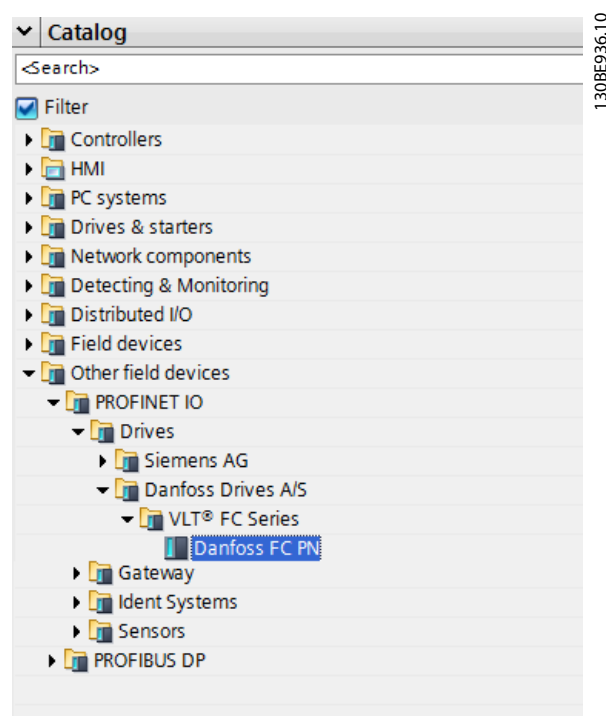 Catalog
<Search>
Filter
Controllers
HMI
PC systems
Drives & starters
Network components
Detecting & Monitoring
Distributed I/O
Field devices
Other field devices
PROFINET IO
Drives
Siemens AG
Danfoss Drives A/S
VLT® FC Series
Danfoss FC PN
Gateway
Ident Systems
Sensors
PROFIBUS DP
130BE936.10